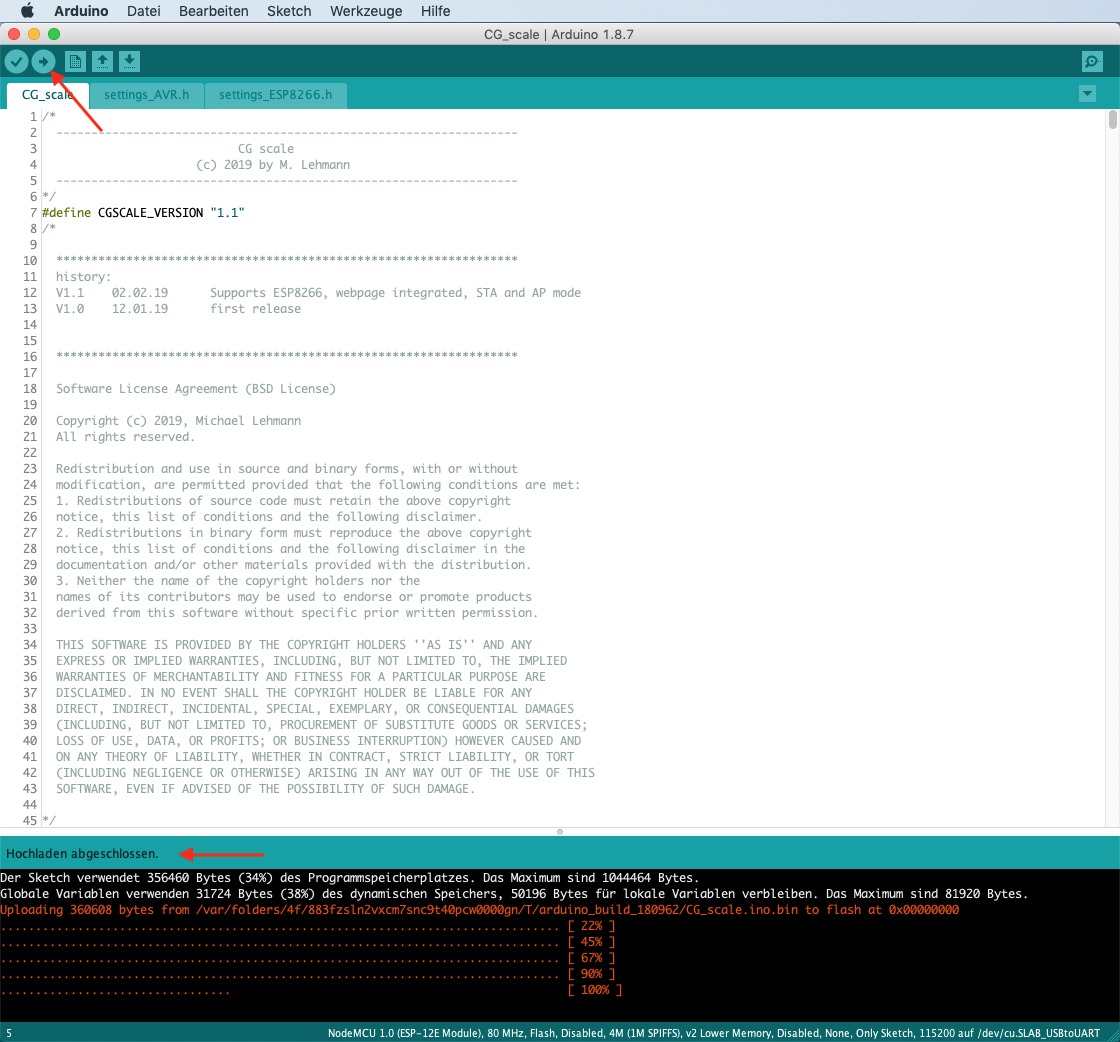 Arduino Datei Bearbeiten Sketch Werkzeuge Hilfe
CG_scale | Arduino 1.8.7
CG_scale settings_AVR.h settings_ESP8266.h
1 /*
2 ------------------------------------------------------------------
3 CG scale
4 (c) 2019 by M. Lehmann
5 ------------------------------------------------------------------
6 */
7 #define CGSCALE_VERSION "1.1"
8 /*
9
10 ******************************************************************
11 history:
12 V1.1 02.02.19 Supports ESP8266, webpage integrated, STA and AP mode
13 V1.0 12.01.19 first release
14
15
16 ******************************************************************
17
18 Software License Agreement (BSD License)
19
20 Copyright (c) 2019, Michael Lehmann
21 All rights reserved.
22
23 Redistribution and use in source and binary forms, with or without
24 modification, are permitted provided that the following conditions are met:
25 1. Redistributions of source code must retain the above copyright
26 notice, this list of conditions and the following disclaimer.
27 2. Redistributions in binary form must reproduce the above copyright
28 notice, this list of conditions and the following disclaimer in the
29 documentation and/or other materials provided with the distribution.
30 3. Neither the name of the copyright holders nor the
31 names of its contributors may be used to endorse or promote products
32 derived from this software without specific prior written permission.
33
34 THIS SOFTWARE IS PROVIDED BY THE COPYRIGHT HOLDERS ''AS IS'' AND ANY
35 EXPRESS OR IMPLIED WARRANTIES, INCLUDING, BUT NOT LIMITED TO, THE IMPLIED
36 WARRANTIES OF MERCHANTABILITY AND FITNESS FOR A PARTICULAR PURPOSE ARE
37 DISCLAIMED. IN NO EVENT SHALL THE COPYRIGHT HOLDER BE LIABLE FOR ANY
38 DIRECT, INDIRECT, INCIDENTAL, SPECIAL, EXEMPLARY, OR CONSEQUENTIAL DAMAGES
39 (INCLUDING, BUT NOT LIMITED TO, PROCUREMENT OF SUBSTITUTE GOODS OR SERVICES;
40 LOSS OF USE, DATA, OR PROFITS; OR BUSINESS INTERRUPTION) HOWEVER CAUSED AND
41 ON ANY THEORY OF LIABILITY, WHETHER IN CONTRACT, STRICT LIABILITY, OR TORT
42 (INCLUDING NEGLIGENCE OR OTHERWISE) ARISING IN ANY WAY OUT OF THE USE OF THIS
43 SOFTWARE, EVEN IF ADVISED OF THE POSSIBILITY OF SUCH DAMAGE.
44
45 */
Hochladen abgeschlossen.
Der Sketch verwendet 356460 Bytes (34%) des Programmspeicherplatzes. Das Maximum sind 1044464 Bytes.
Globale Variablen verwenden 31724 Bytes (38%) des dynamischen Speichers, 50196 Bytes für lokale Variablen verbleiben. Das Maximum sind 81920 Bytes.
Uploading 360608 bytes from /var/folders/4f/883fzsln2vxcm7snc9t40pcw0000gn/T/arduino_build_180962/CG_scale.ino.bin to flash at 0x00000000
................................................................................ [ 22% ]
................................................................................ [ 45% ]
................................................................................ [ 67% ]
................................................................................ [ 90% ]
................................. [ 100% ]
5 NodeMCU 1.0 (ESP-12E Module), 80 MHz, Flash, Disabled, 4M (1M SPIFFS), v2 Lower Memory, Disabled, None, Only Sketch, 115200 auf /dev/cu.SLAB_USBtoUART